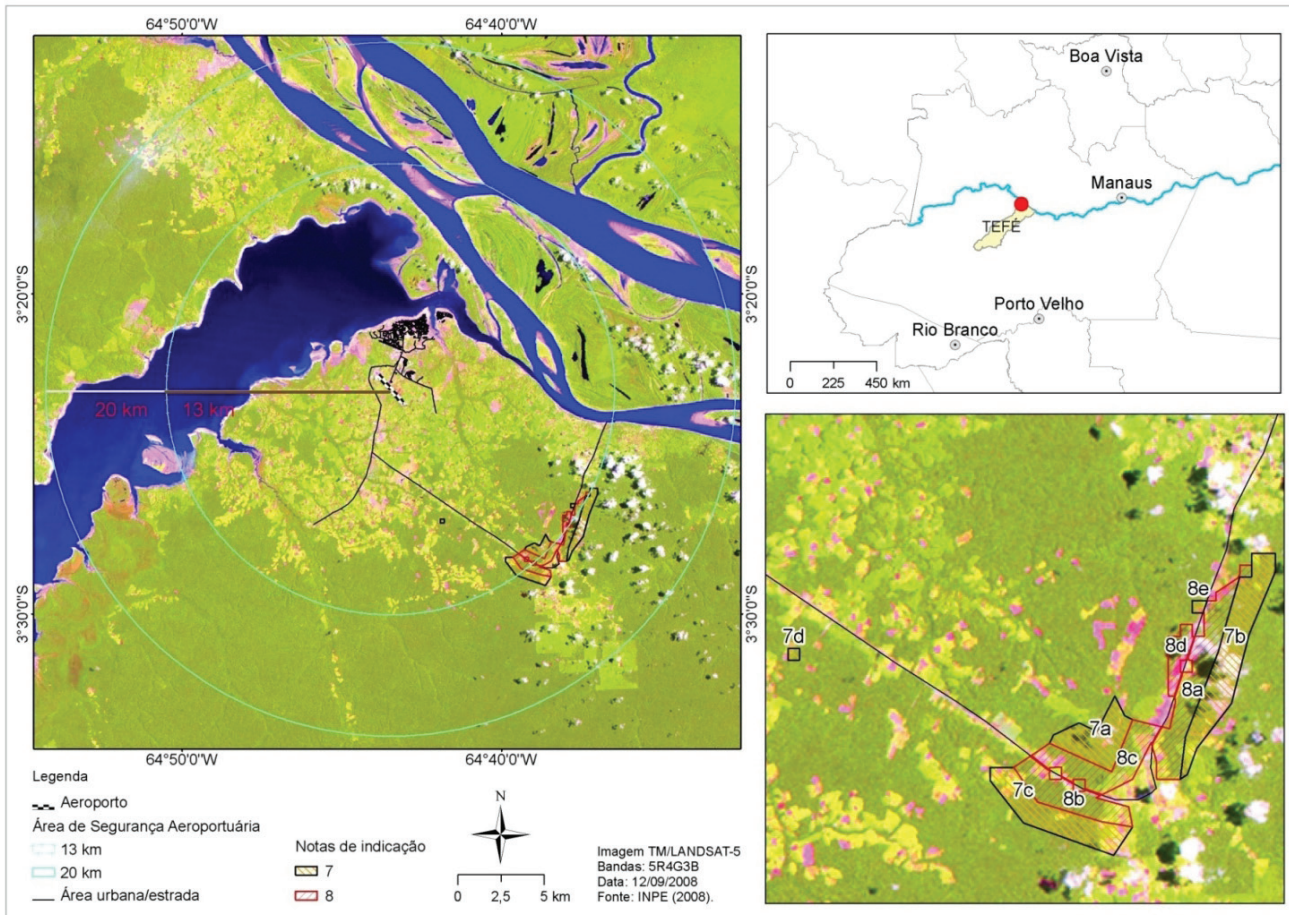 64°50'0"W
64°40'0"W
3°20'0"S
3°20'0"S
20 km
13 km
3°30'0"S
3°30'0"S
64°50'0"W
64°40'0"W
Boa Vista
Manaus
TEFÉ
Porto Velho
Rio Branco
0 225 450 km
8e
7d
7b
8d
8a
7a
8c
7c
8b
Legenda
Aeroporto
Área de Segurança Aeroportuária
13 km
20 km
Área urbana/estrada
Notas de indicação
7
8
N
0 2,5 5 km
Imagem TM/LANDSAT-5
Bandas: 5R4G3B
Data: 12/09/2008
Fonte: INPE (2008).